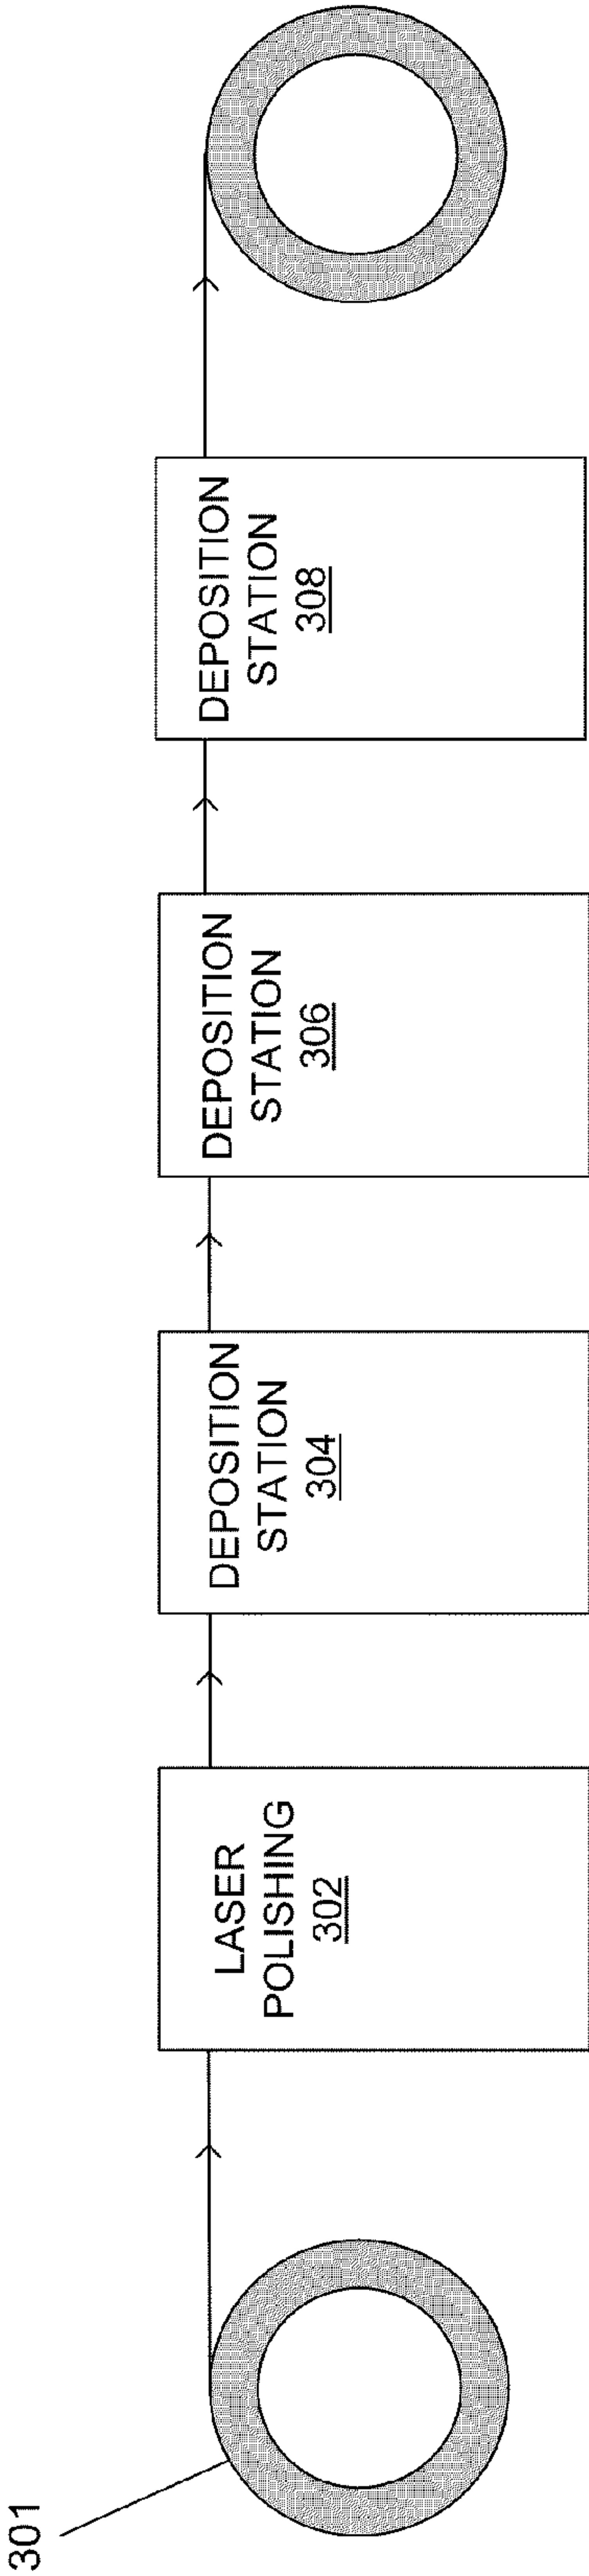 301
LASER
POLISHING
302
DEPOSITION
STATION
304
DEPOSITION
STATION
306
DEPOSITION
STATION
308